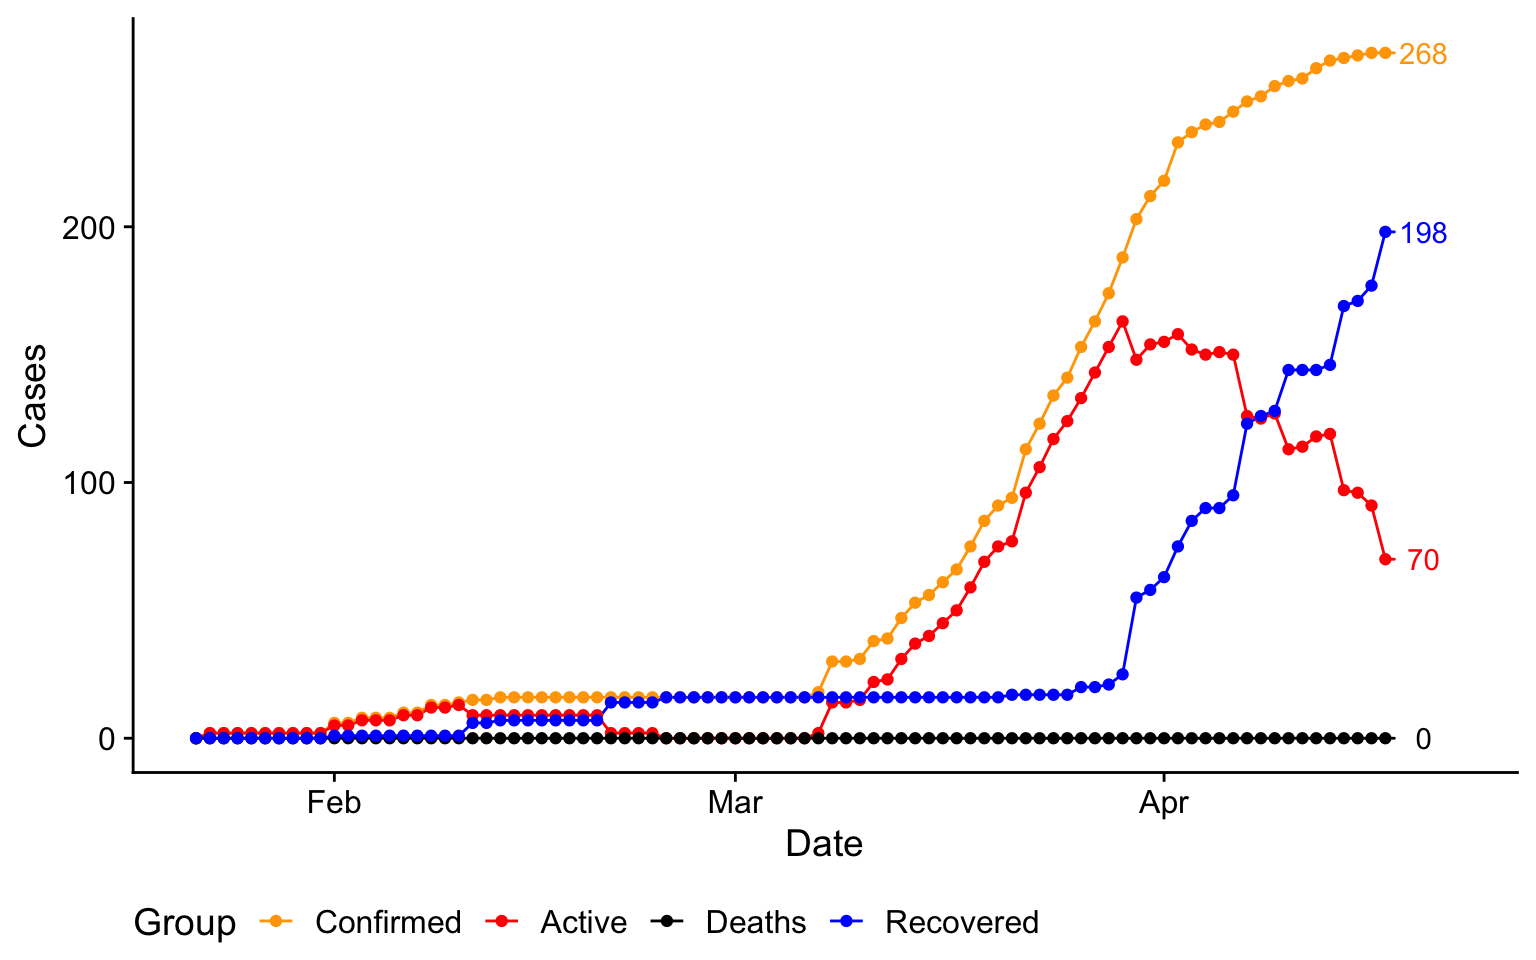 268
200
198
Cases
100
70
0
0
Feb Mar Apr
Date
Group Confirmed Active Deaths Recovered